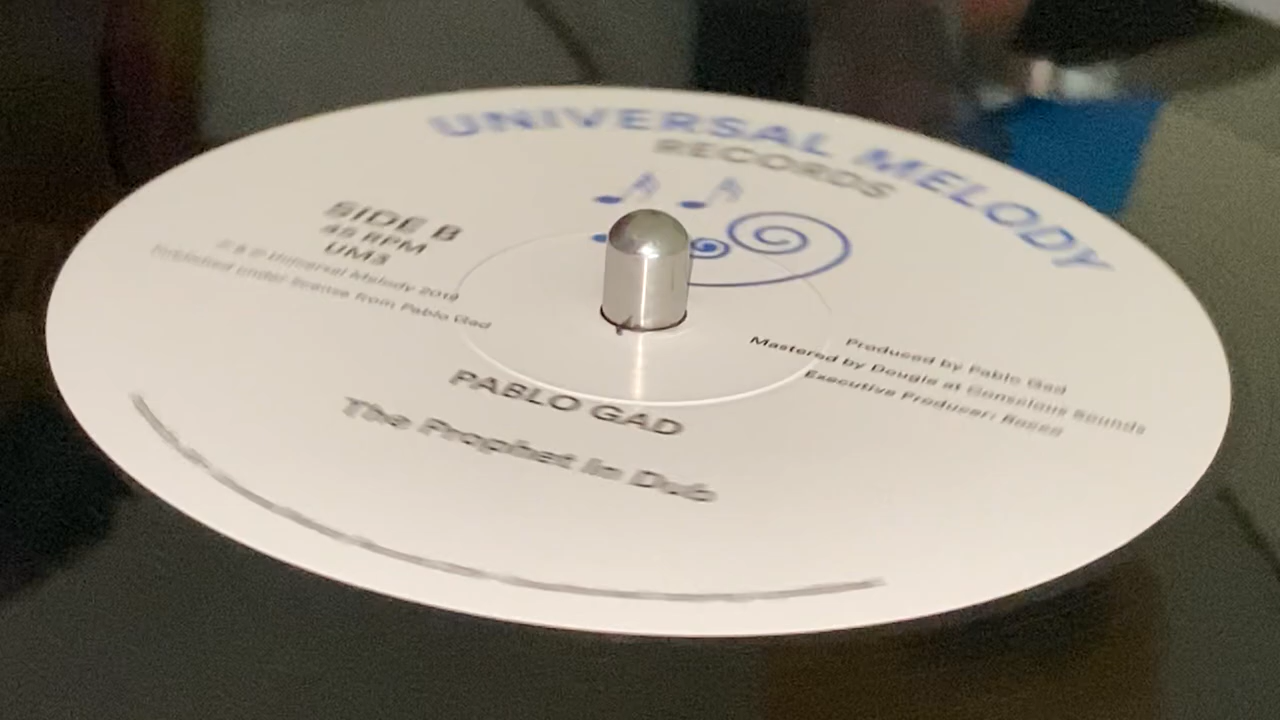 UNIVERSAL MELODY
RECORDS
SIDE B
45 RPM
UM3
℗ & © Universal Melody 2019
Published under license from Pablo Gad
Produced by Pablo Gad
Mastered by Dougie at Conscious Sounds
Executive Producer:
PABLO GAD
The Prophet In Dub